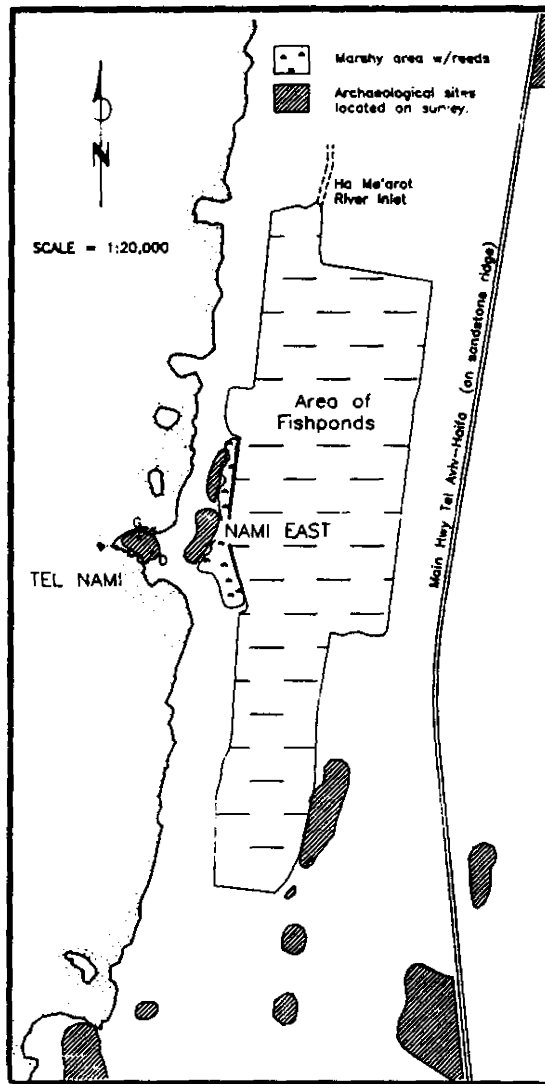 Marshy area w/reeds
Archaeological sites
located on survey.
N
Ha Me'arot
River Inlet
SCALE = 1:20,000
Main Hwy Tel Aviv–Haifa (on sandstone ridge)
Area of
Fishponds
NAMI EAST
TEL NAMI